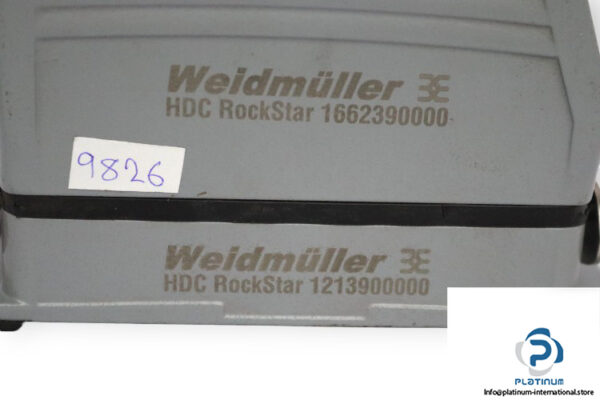 Weidmüller
HDC RockStar 1662390000
9826
Weidmüller
HDC RockStar 1213900000
PLATINUM
Info@platinum-international.store